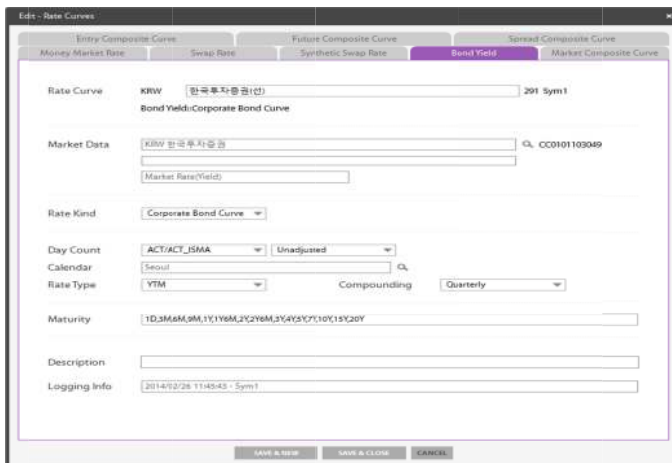 Edit - Rate Curves
Entry Composite Curve Future Composite Curve Spread Composite Curve
Money Market Rate Swap Rate Synthetic Swap Rate Bond Yield Market Composite Curve
Rate Curve KRW 한국투자증권(선) 291 Sym1
Bond Yield::Corporate Bond Curve
Market Data KRW 한국투자증권 CC0101103049
Market Rate(Yield)
Rate Kind Corporate Bond Curve
Day Count ACT/ACT_ISMA Unadjusted
Calendar Seoul
Rate Type YTM Compounding Quarterly
Maturity 1D,3M,6M,9M,1Y,1Y6M,2Y,2Y6M,3Y,4Y,5Y,7Y,10Y,15Y,20Y
Description
Logging Info 2014/02/26 11:45:43 - Sym1
SAVE & NEW SAVE & CLOSE CANCEL